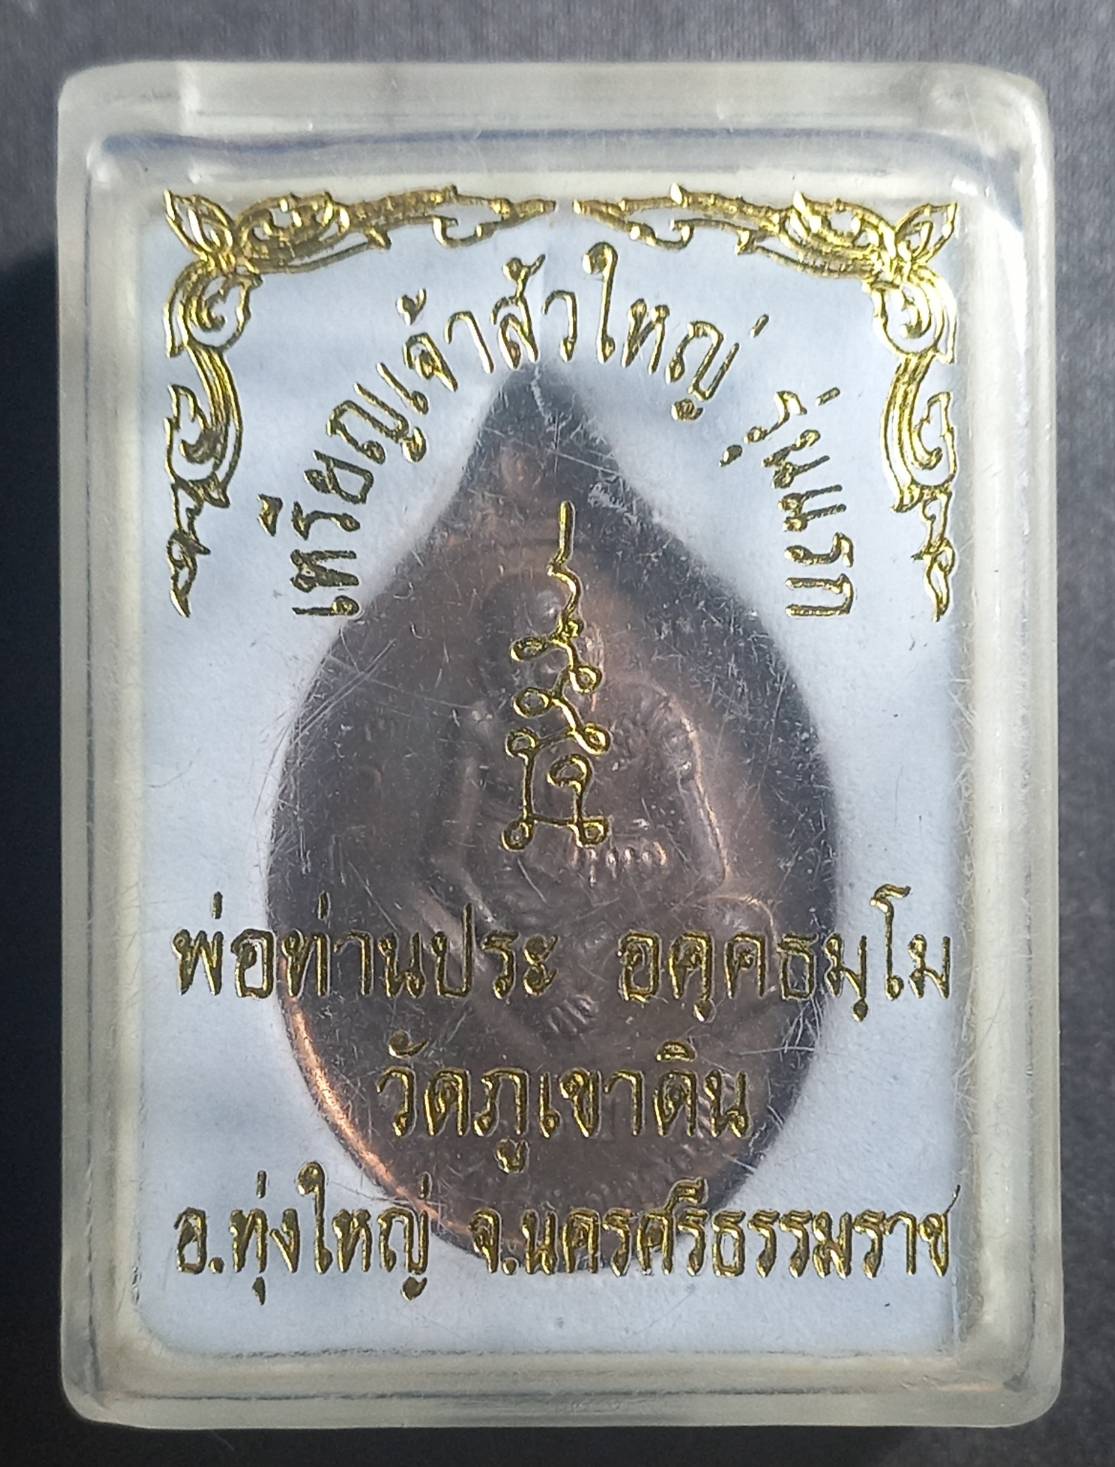 เหรียญเจ้าสัวใหญ่ รุ่นแรก
พ่อท่านประ อคฺคธมฺโม
วัดภูเขาดิน
อ.ทุ่งใหญ่ จ.นครศรีธรรมราช